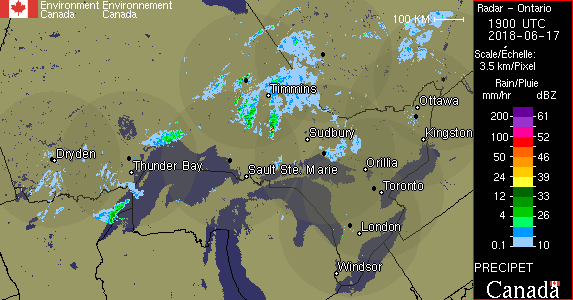 Environment Environnement
Canada Canada
100 KM
Timmins
Ottawa
Sudbury
Kingston
Dryden
Thunder Bay
Sault Ste. Marie
Orillia
Toronto
London
Windsor
Radar - Ontario
1900 UTC
2018-06-17
Scale/Échelle:
3.5 km/Pixel
Rain/Pluie
mm/hr dBZ
200 61
100 52
50 46
24 39
12 33
4 26
0.1 10
PRECIPET
Canada